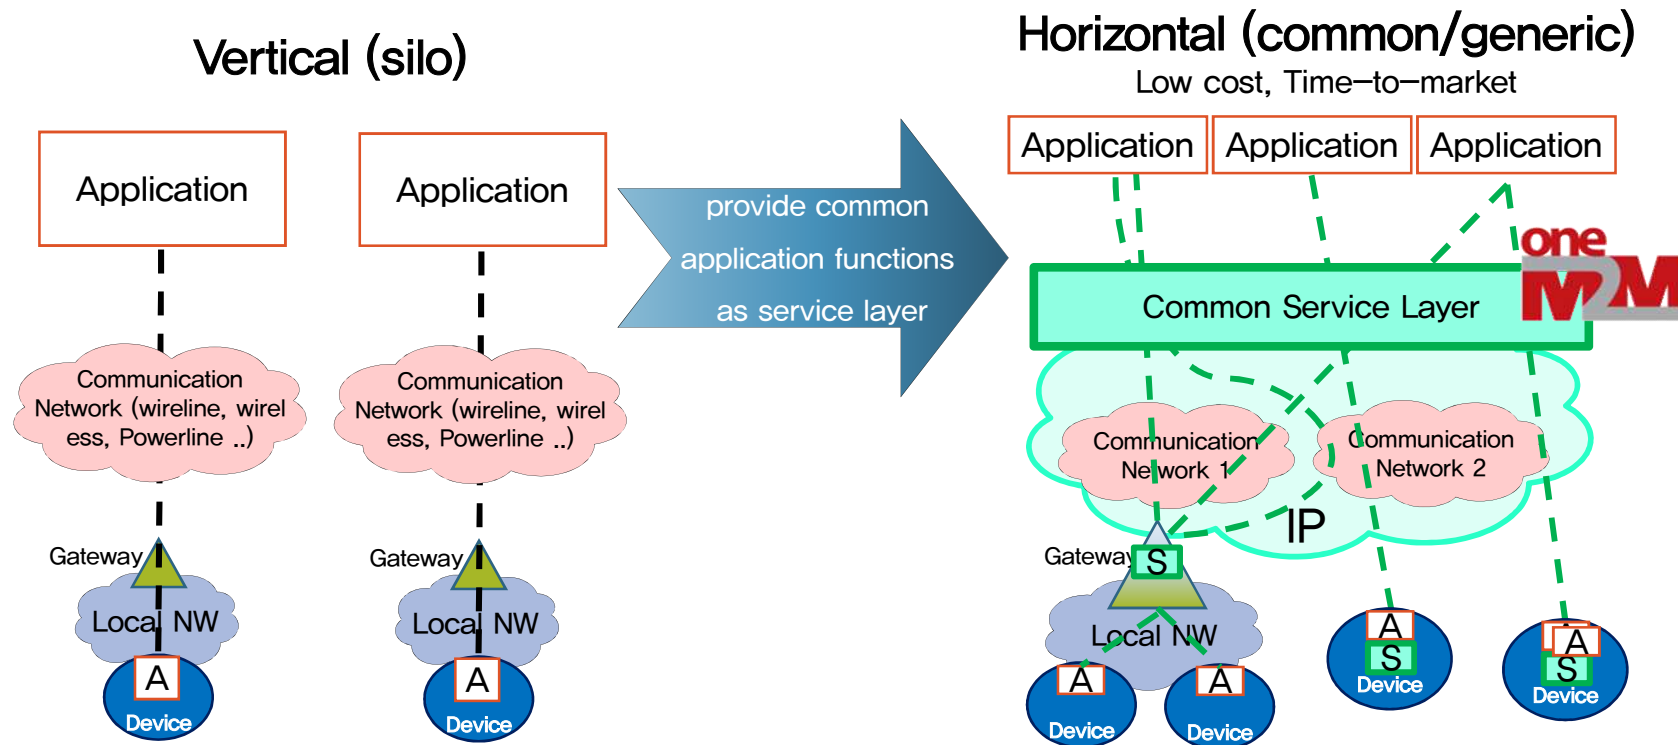 Vertical (silo)
Application
Application
Communication
Network (wireline, wirel
ess, Powerline ..)
Communication
Network (wireline, wirel
ess, Powerline ..)
Gateway
Gateway
Local NW
Local NW
A
A
Device
Device
provide common
application functions
as service layer
Horizontal (common/generic)
Low cost, Time-to-market
Application
Application
Application
one
M2M
Common Service Layer
Communication
Network 1
Communication
Network 2
IP
Gateway
S
Local NW
A
Device
A
Device
A
S
Device
A
S
Device